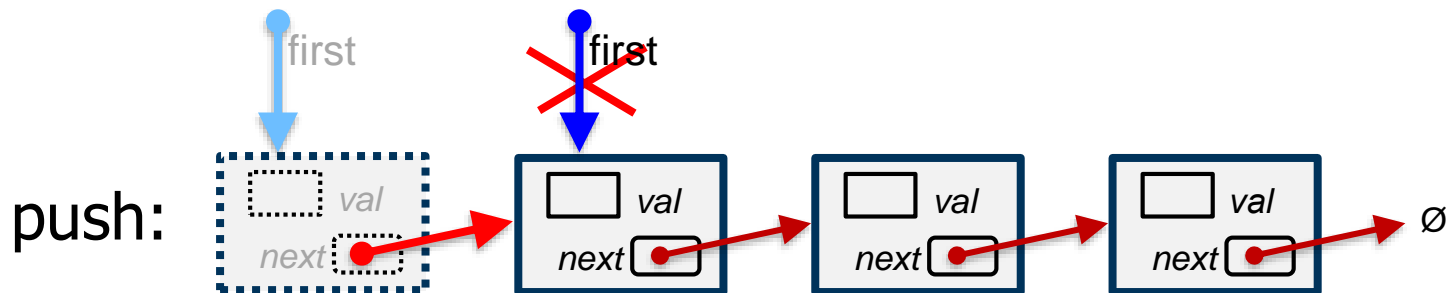 first
first
val
val
val
val
push:
Ø
next
next
next
next